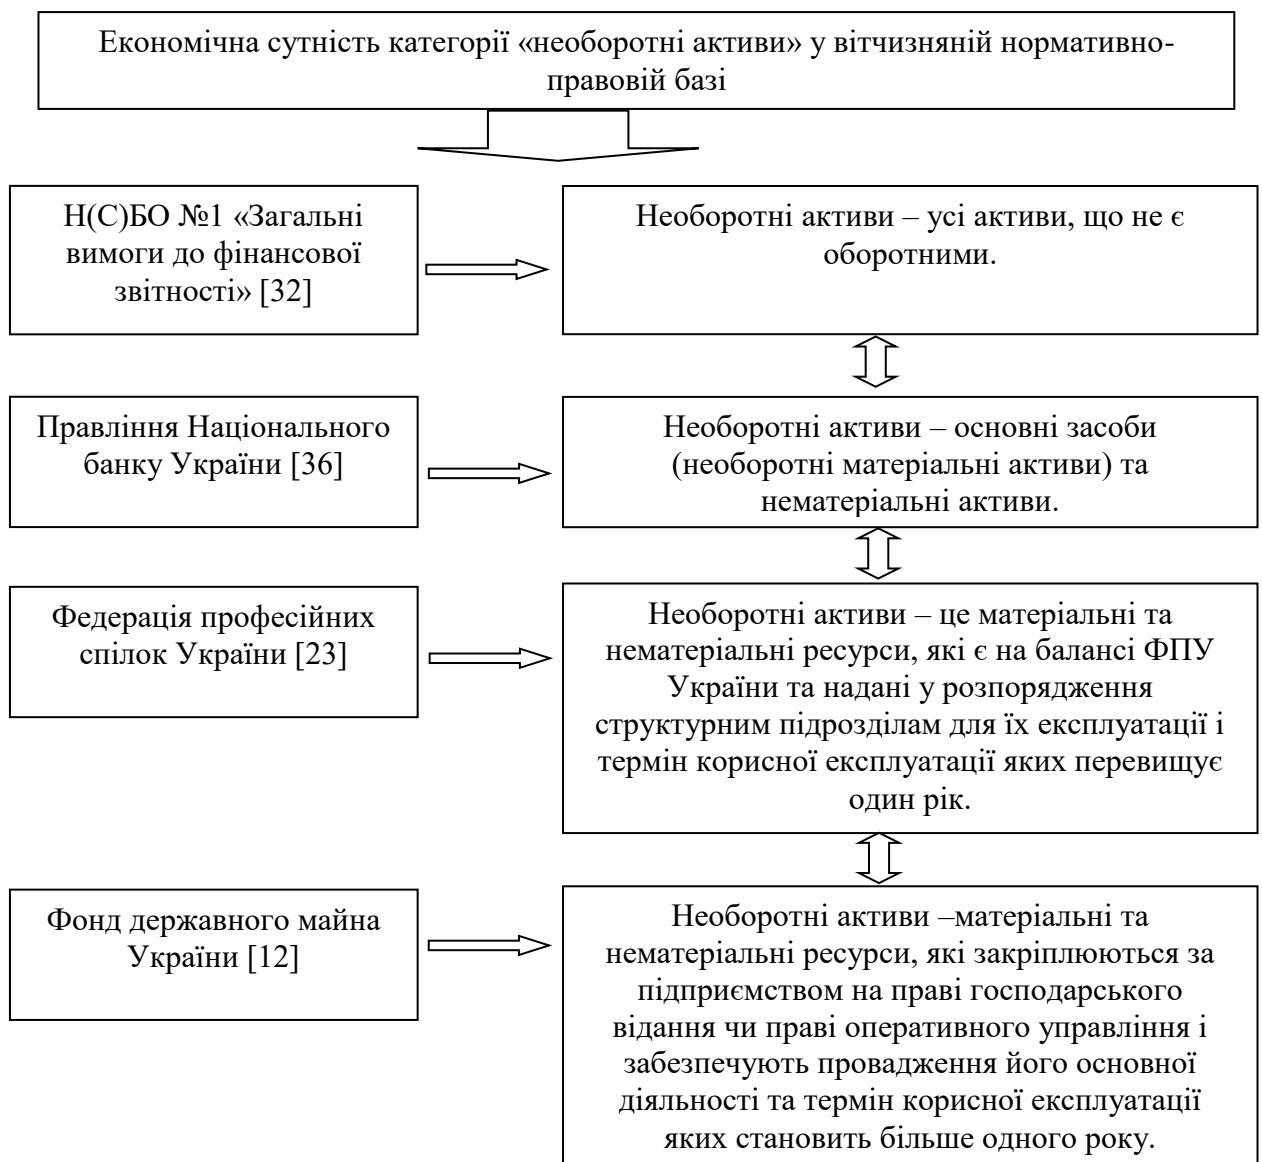 Економічна сутність категорії «необоротні активи» у вітчизняній нормативно-
правовій базі
Н(С)БО №1 «Загальні
вимоги до фінансової
звітності» [32]
Необоротні активи – усі активи, що не є
оборотними.
Правління Національного
банку України [36]
Необоротні активи – основні засоби
(необоротні матеріальні активи) та
нематеріальні активи.
Федерація професійних
спілок України [23]
Необоротні активи – це матеріальні та
нематеріальні ресурси, які є на балансі ФПУ
України та надані у розпорядження
структурним підрозділам для їх експлуатації і
термін корисної експлуатації яких перевищує
один рік.
Фонд державного майна
України [12]
Необоротні активи –матеріальні та
нематеріальні ресурси, які закріплюються за
підприємством на праві господарського
відання чи праві оперативного управління і
забезпечують провадження його основної
діяльності та термін корисної експлуатації
яких становить більше одного року.